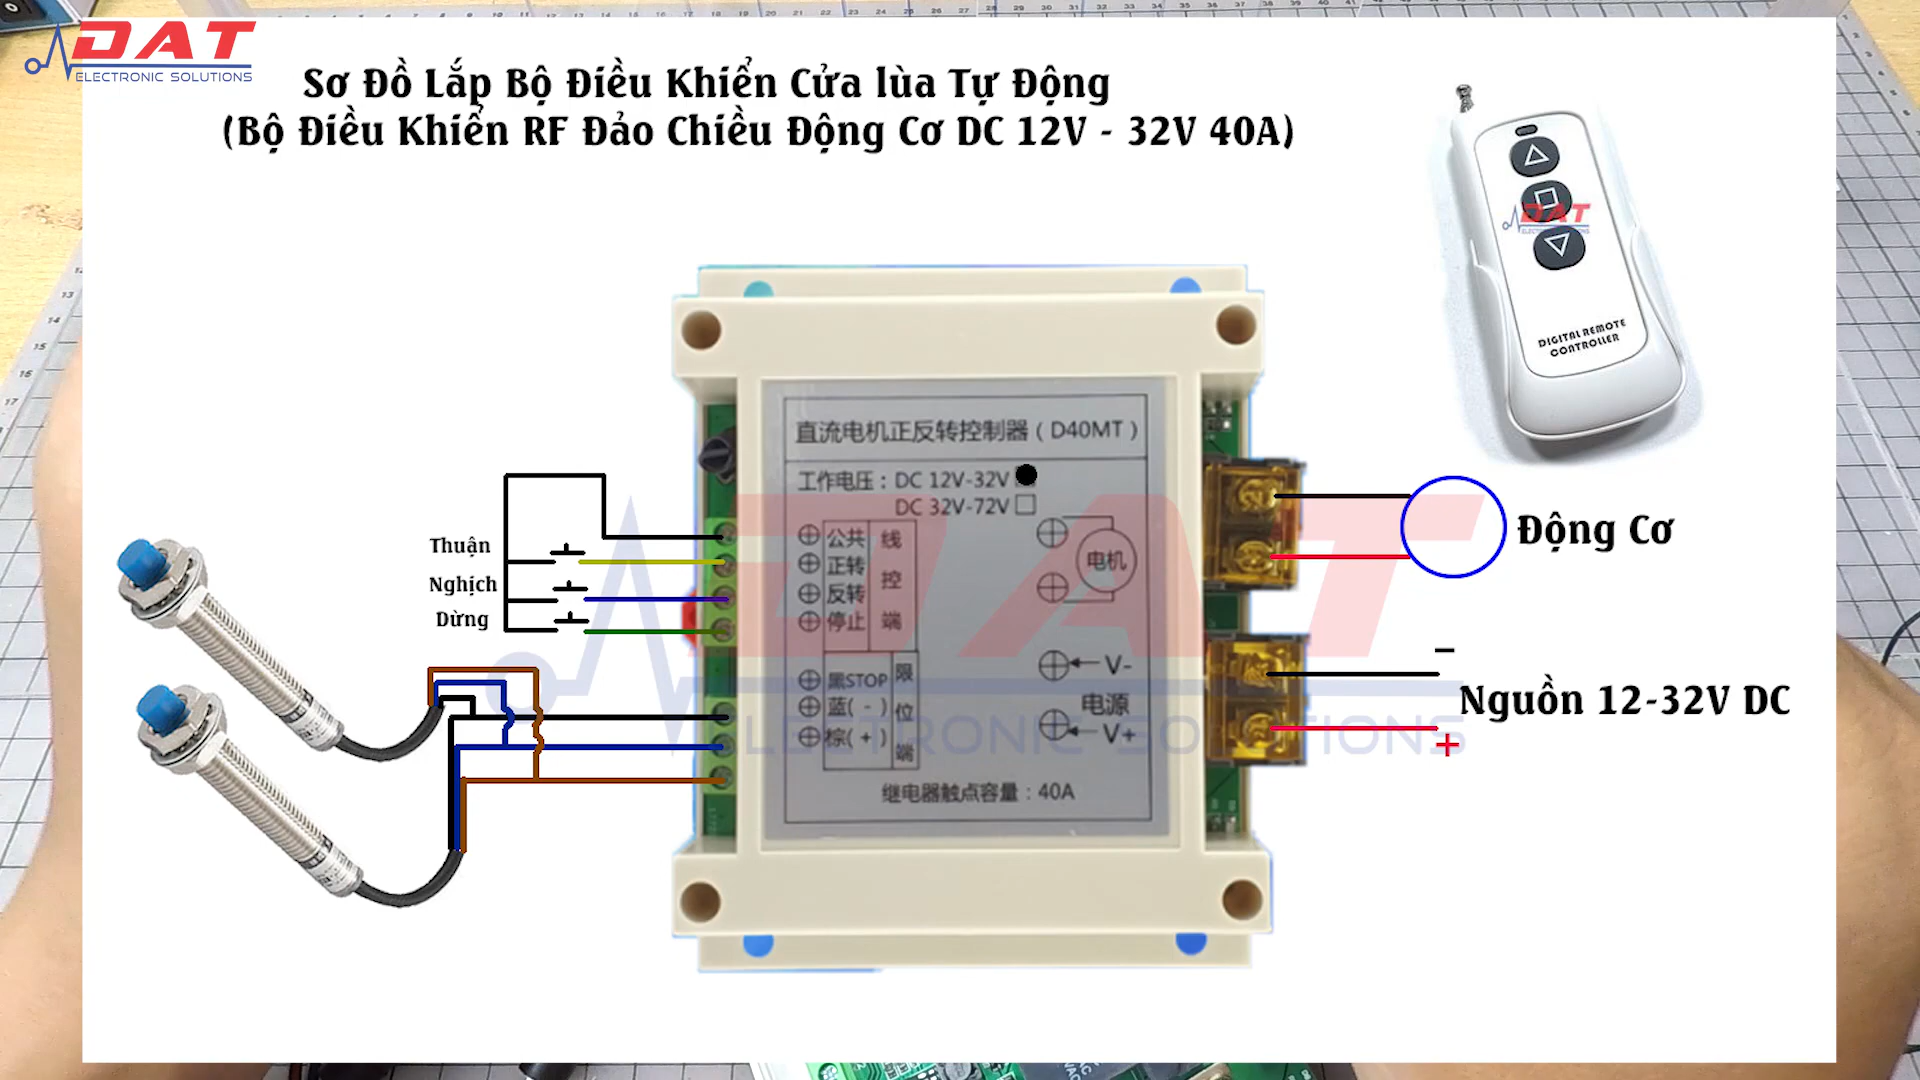 DAT
ELECTRONIC SOLUTIONS
Sơ Đồ Lắp Bộ Điều Khiển Cửa lùa Tự Động
(Bộ Điều Khiển RF Đảo Chiều Động Cơ DC 12V - 32V 40A)
DAT
DIGITAL REMOTE
CONTROLLER
直流电机正反转控制器(D40MT)
工作电压:DC 12V-32V
DC 32V-72V
公共
正转
反转
停止
线控端
电机
黑STOP
蓝(-)
棕(+)
限位端
V-
电源
V+
继电器触点容量:40A
Thuận
Nghịch
Dừng
Động Cơ
−
Nguồn 12-32V DC
+
DAT
ELECTRONIC SOLUTIONS